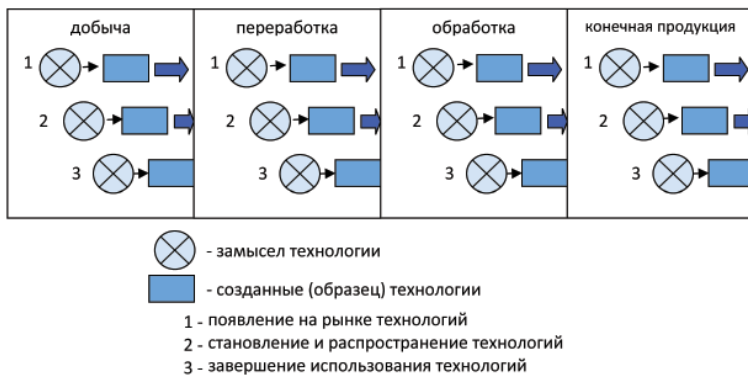 добыча переработка обработка конечная продукция
1 1 1 1
2 2 2 2
3 3 3 3
- замысел технологии
- созданные (образец) технологии
1 - появление на рынке технологий
2 - становление и распространение технологий
3 - завершение использования технологий